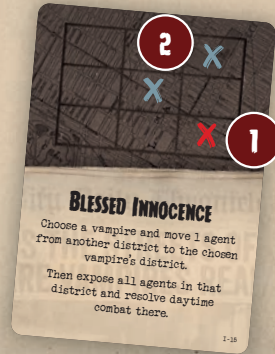 2
1
BLESSED INNOCENCE
Choose a vampire and move 1 agent
from another district to the chosen
vampire's district.
Then expose all agents in that
district and resolve daytime
combat there.
I-18